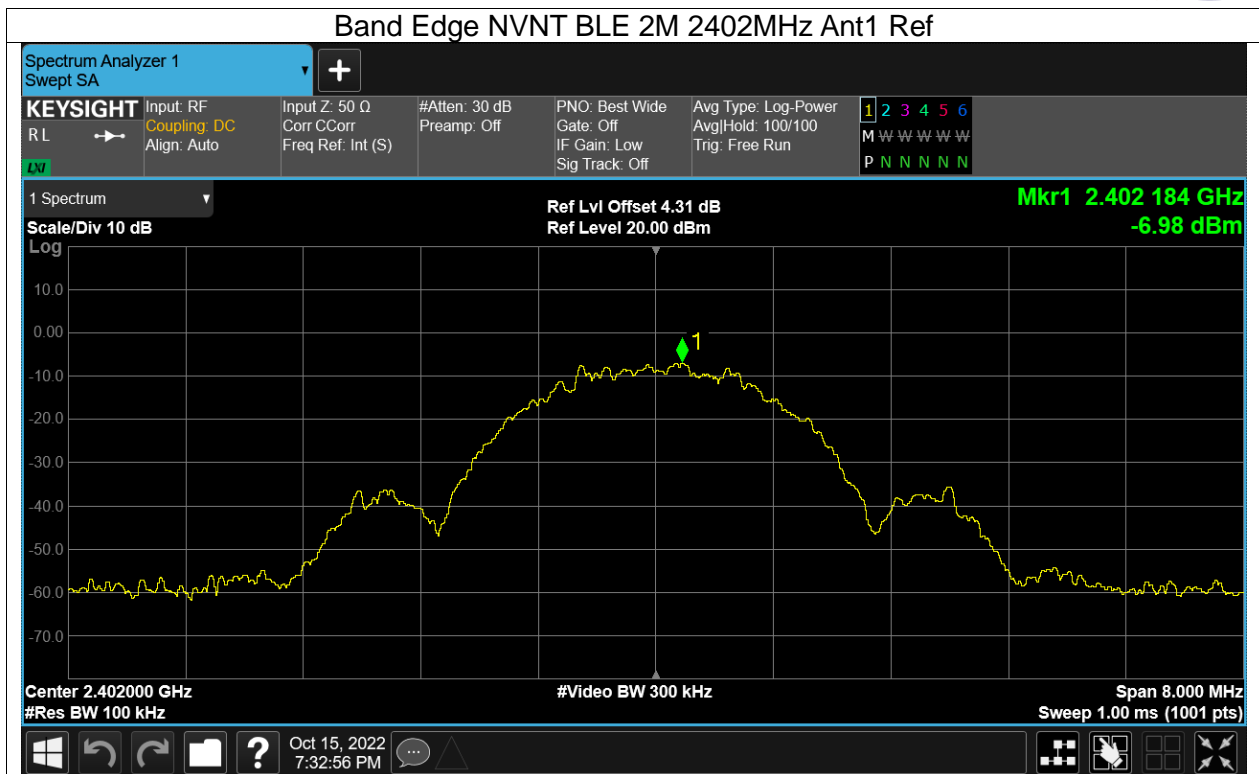 Band Edge NVNT BLE 2M 2402MHz Ant1 Ref
Spectrum Analyzer 1
Swept SA
KEYSIGHT
R L
LXI
Input: RF
Coupling: DC
Align: Auto
Input Z: 50 Ω
Corr CCorr
Freq Ref: Int (S)
#Atten: 30 dB
Preamp: Off
PNO: Best Wide
Gate: Off
IF Gain: Low
Sig Track: Off
Avg Type: Log-Power
Avg|Hold: 100/100
Trig: Free Run
1 2 3 4 5 6
M W W W W W
P N N N N N
1 Spectrum
Scale/Div 10 dB
Ref Lvl Offset 4.31 dB
Ref Level 20.00 dBm
Mkr1 2.402 184 GHz
-6.98 dBm
Log
10.0
0.00
-10.0
-20.0
-30.0
-40.0
-50.0
-60.0
-70.0
1
Center 2.402000 GHz
#Res BW 100 kHz
#Video BW 300 kHz
Span 8.000 MHz
Sweep 1.00 ms (1001 pts)
?
Oct 15, 2022
7:32:56 PM